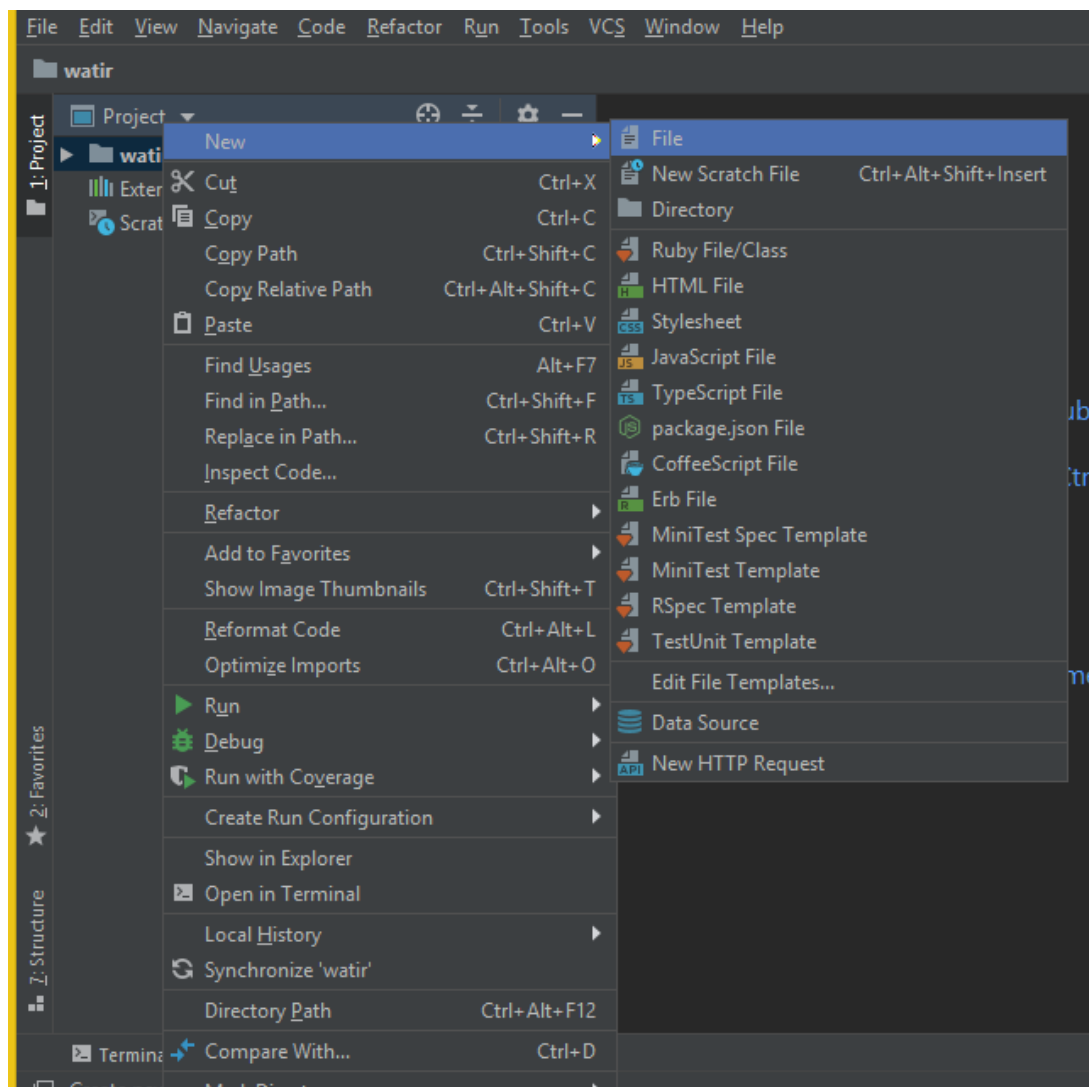 File Edit View Navigate Code Refactor Run Tools VCS Window Help
watir
Project
1: Project
2: Favorites
7: Structure
New
Cut Ctrl+X
Copy Ctrl+C
Copy Path Ctrl+Shift+C
Copy Relative Path Ctrl+Alt+Shift+C
Paste Ctrl+V
Find Usages Alt+F7
Find in Path... Ctrl+Shift+F
Replace in Path... Ctrl+Shift+R
Inspect Code...
Refactor
Add to Favorites
Show Image Thumbnails Ctrl+Shift+T
Reformat Code Ctrl+Alt+L
Optimize Imports Ctrl+Alt+O
Run
Debug
Run with Coverage
Create Run Configuration
Show in Explorer
Open in Terminal
Local History
Synchronize 'watir'
Directory Path Ctrl+Alt+F12
Compare With... Ctrl+D
File
New Scratch File Ctrl+Alt+Shift+Insert
Directory
Ruby File/Class
HTML File
H
Stylesheet
CSS
JavaScript File
JS
TypeScript File
TS
package.json File
JS
CoffeeScript File
Erb File
R
MiniTest Spec Template
MiniTest Template
RSpec Template
TestUnit Template
Edit File Templates...
Data Source
New HTTP Request
API